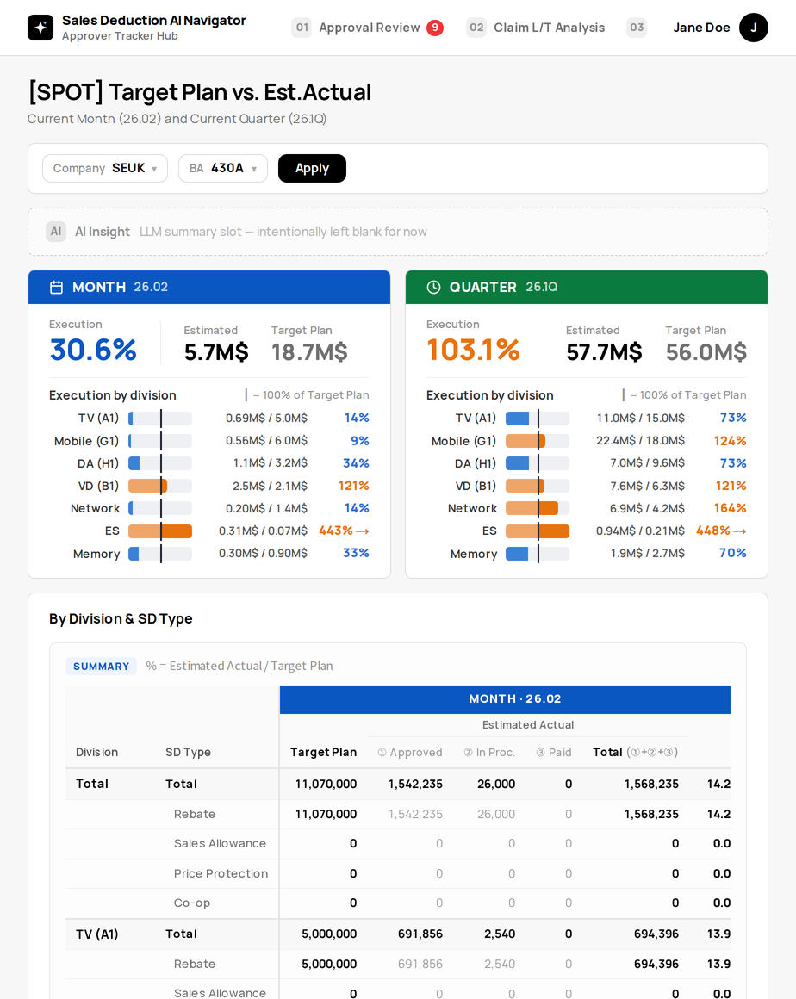 Sales Deduction AI Navigator
Approver Tracker Hub
01 Approval Review 9
02 Claim L/T Analysis
03
Jane Doe J
[SPOT] Target Plan vs. Est.Actual
Current Month (26.02) and Current Quarter (26.1Q)
Company SEUK ▾
BA 430A ▾
Apply
AI AI Insight LLM summary slot — intentionally left blank for now
MONTH 26.02
Execution
30.6%
Estimated
5.7M$
Target Plan
18.7M$
Execution by division | = 100% of Target Plan
TV (A1) 0.69M$ / 5.0M$ 14%
Mobile (G1) 0.56M$ / 6.0M$ 9%
DA (H1) 1.1M$ / 3.2M$ 34%
VD (B1) 2.5M$ / 2.1M$ 121%
Network 0.20M$ / 1.4M$ 14%
ES 0.31M$ / 0.07M$ 443% →
Memory 0.30M$ / 0.90M$ 33%
QUARTER 26.1Q
Execution
103.1%
Estimated
57.7M$
Target Plan
56.0M$
Execution by division | = 100% of Target Plan
TV (A1) 11.0M$ / 15.0M$ 73%
Mobile (G1) 22.4M$ / 18.0M$ 124%
DA (H1) 7.0M$ / 9.6M$ 73%
VD (B1) 7.6M$ / 6.3M$ 121%
Network 6.9M$ / 4.2M$ 164%
ES 0.94M$ / 0.21M$ 448% →
Memory 1.9M$ / 2.7M$ 70%
By Division & SD Type
SUMMARY % = Estimated Actual / Target Plan
MONTH · 26.02
Estimated Actual
Division SD Type Target Plan ① Approved ② In Proc. ③ Paid Total (①+②+③)
Total Total 11,070,000 1,542,235 26,000 0 1,568,235 14.2
Rebate 11,070,000 1,542,235 26,000 0 1,568,235 14.2
Sales Allowance 0 0 0 0 0 0.0
Price Protection 0 0 0 0 0 0.0
Co-op 0 0 0 0 0 0.0
TV (A1) Total 5,000,000 691,856 2,540 0 694,396 13.9
Rebate 5,000,000 691,856 2,540 0 694,396 13.9
Sales Allowance 0 0 0 0 0 0.0